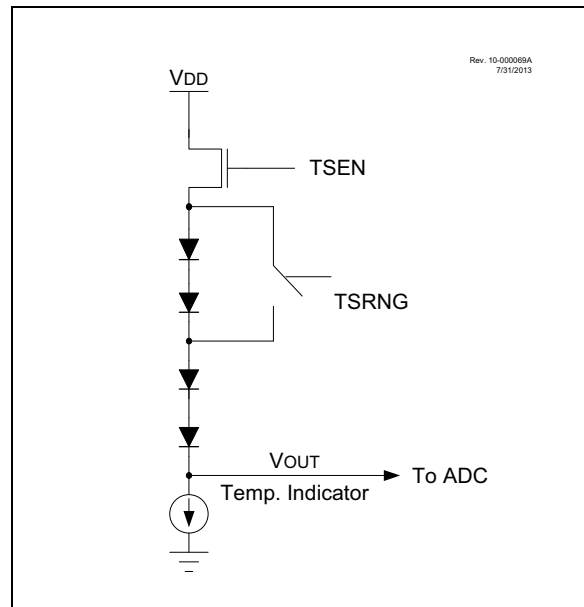 Rev. 10-000069A
7/31/2013
VDD
TSEN
TSRNG
VOUT
To ADC
Temp. Indicator